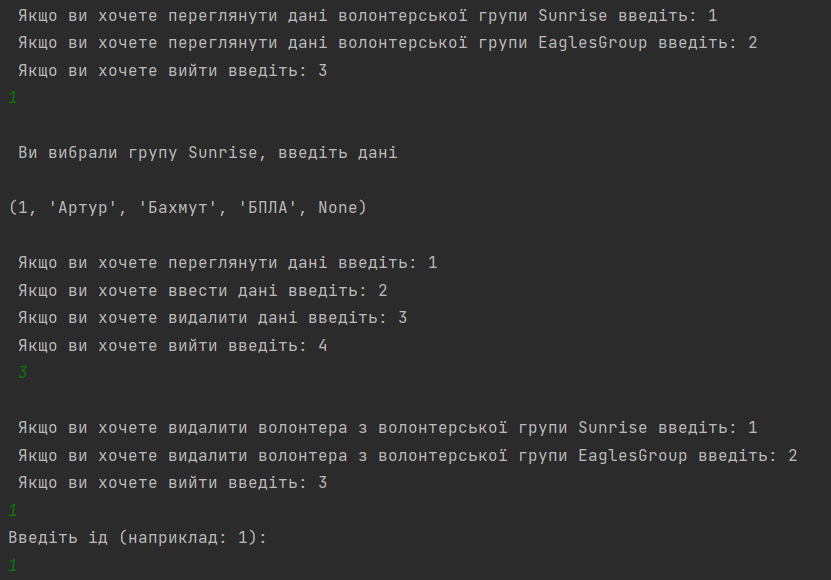 Якщо ви хочете переглянути дані волонтерської групи Sunrise введіть: 1
Якщо ви хочете переглянути дані волонтерської групи EaglesGroup введіть: 2
Якщо ви хочете вийти введіть: 3
1
Ви вибрали групу Sunrise, введіть дані
(1, 'Артур', 'Бахмут', 'БПЛА', None)
Якщо ви хочете переглянути дані введіть: 1
Якщо ви хочете ввести дані введіть: 2
Якщо ви хочете видалити дані введіть: 3
Якщо ви хочете вийти введіть: 4
3
Якщо ви хочете видалити волонтера з волонтерської групи Sunrise введіть: 1
Якщо ви хочете видалити волонтера з волонтерської групи EaglesGroup введіть: 2
Якщо ви хочете вийти введіть: 3
1
Введіть ід (наприклад: 1):
1